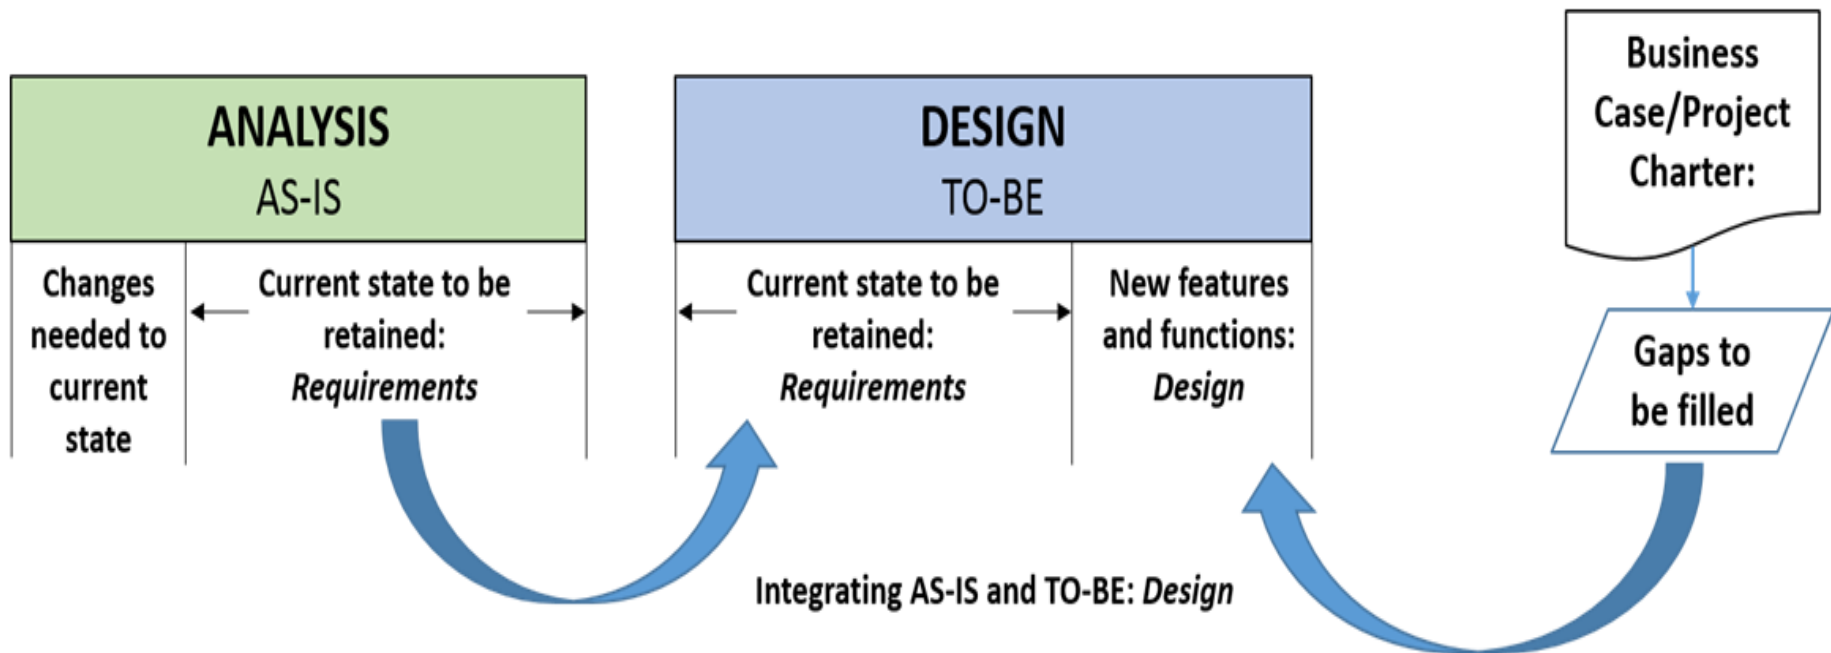 ANALYSIS
AS-IS
Changes
needed to
current
state
Current state to be
retained:
Requirements
DESIGN
TO-BE
Current state to be
retained:
Requirements
New features
and functions:
Design
Business
Case/Project
Charter:
Gaps to
be filled
Integrating AS-IS and TO-BE: Design